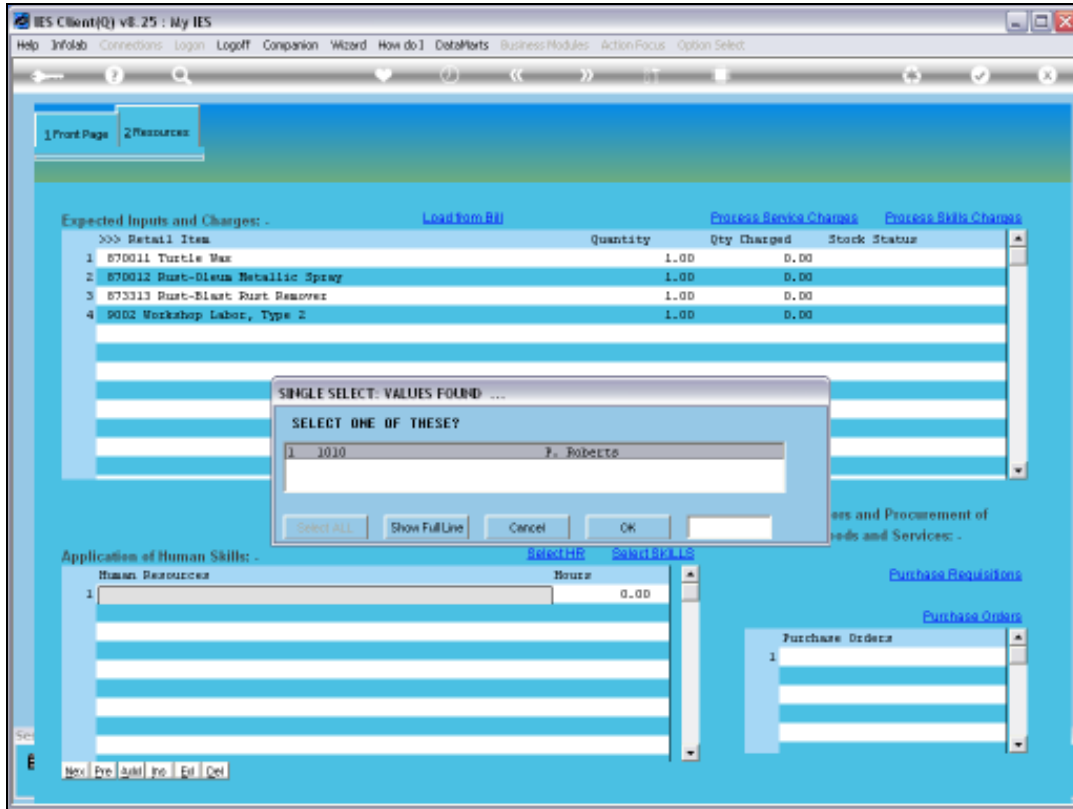 IES Client(Q) v8.25 : My IES
Help Infolab Connections Logon Logoff Companion Wizard How do I DataMarts Business Modules Action Focus Option Select
1 Front Page 2 Resources
Expected Inputs and Charges: - Load from Bill Process Service Charges Process Skills Charges
>>> Retail Item Quantity Qty Charged Stock Status
1 870011 Turtle Wax 1.00 0.00
2 870012 Rust-Oleum Metallic Spray 1.00 0.00
3 873313 Rust-Blast Rust Remover 1.00 0.00
4 9002 Workshop Labor, Type 2 1.00 0.00
SINGLE SELECT: VALUES FOUND ...
SELECT ONE OF THESE?
1 1010 P. Roberts
Select ALL Show Full Line Cancel OK
ors and Procurement of
oods and Services: -
Application of Human Skills: - Select HR Select SKILLS
Human Resources Hours
1 0.00
Purchase Requisitions
Purchase Orders
Purchase Orders
1
Nex Pre Add Ins Ed Del